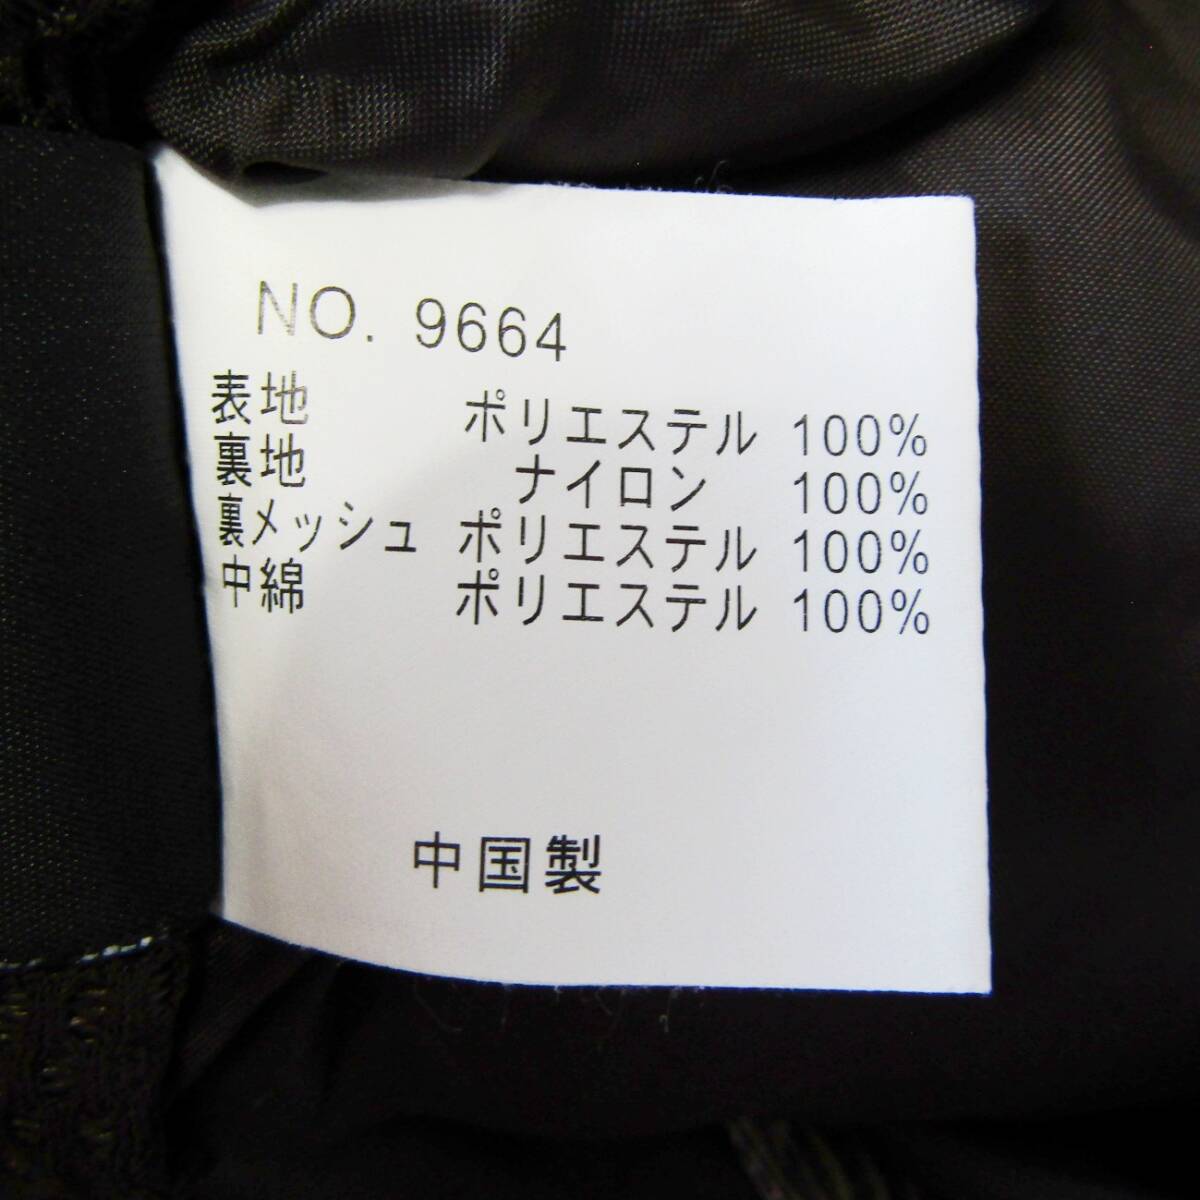 NO. 9664
表地 ポリエステル 100%
裏地 ナイロン 100%
裏メッシュ ポリエステル 100%
中綿 ポリエステル 100%
中国製